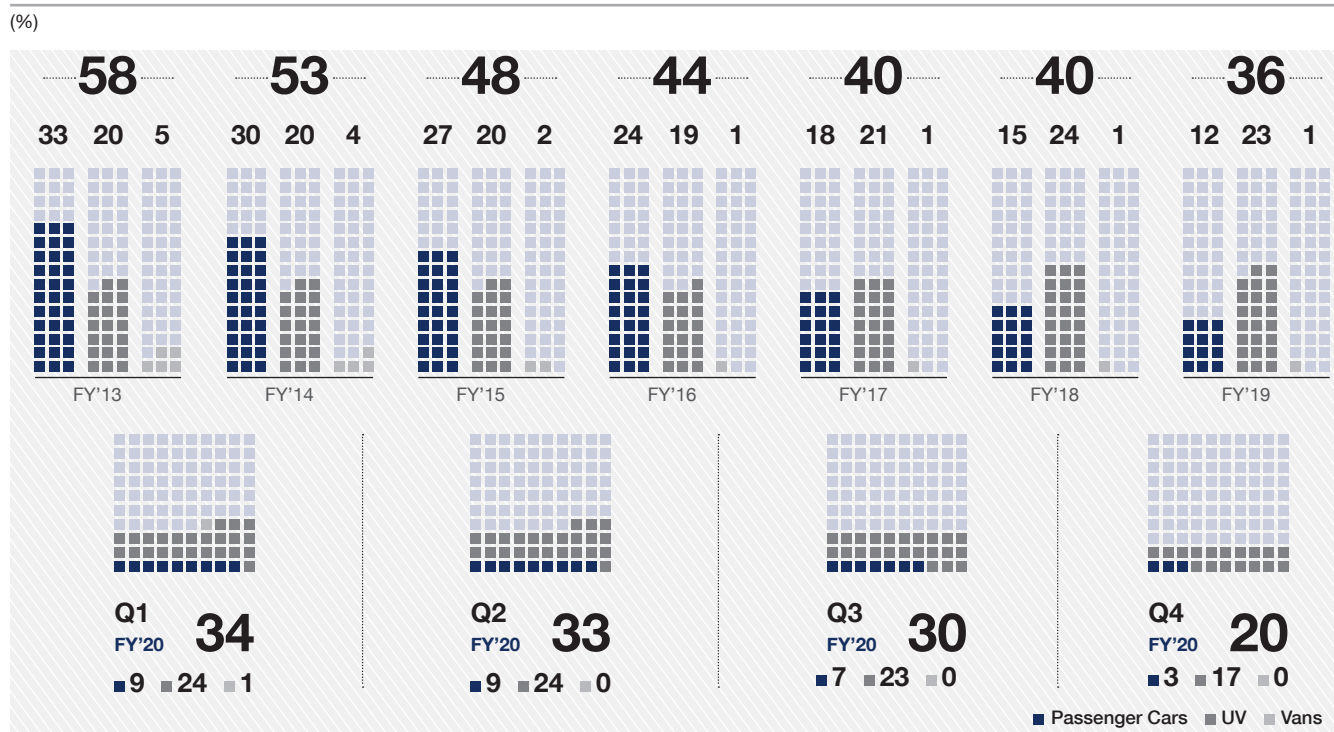 (%)
58 53 48 44 40 40 36
33 20 5 30 20 4 27 20 2 24 19 1 18 21 1 15 24 1 12 23 1
FY’13 FY’14 FY’15 FY’16 FY’17 FY’18 FY’19
Q1
FY’20 34
9 24 1
Q2
FY’20 33
9 24 0
Q3
FY’20 30
7 23 0
Q4
FY’20 20
3 17 0
Passenger Cars UV Vans